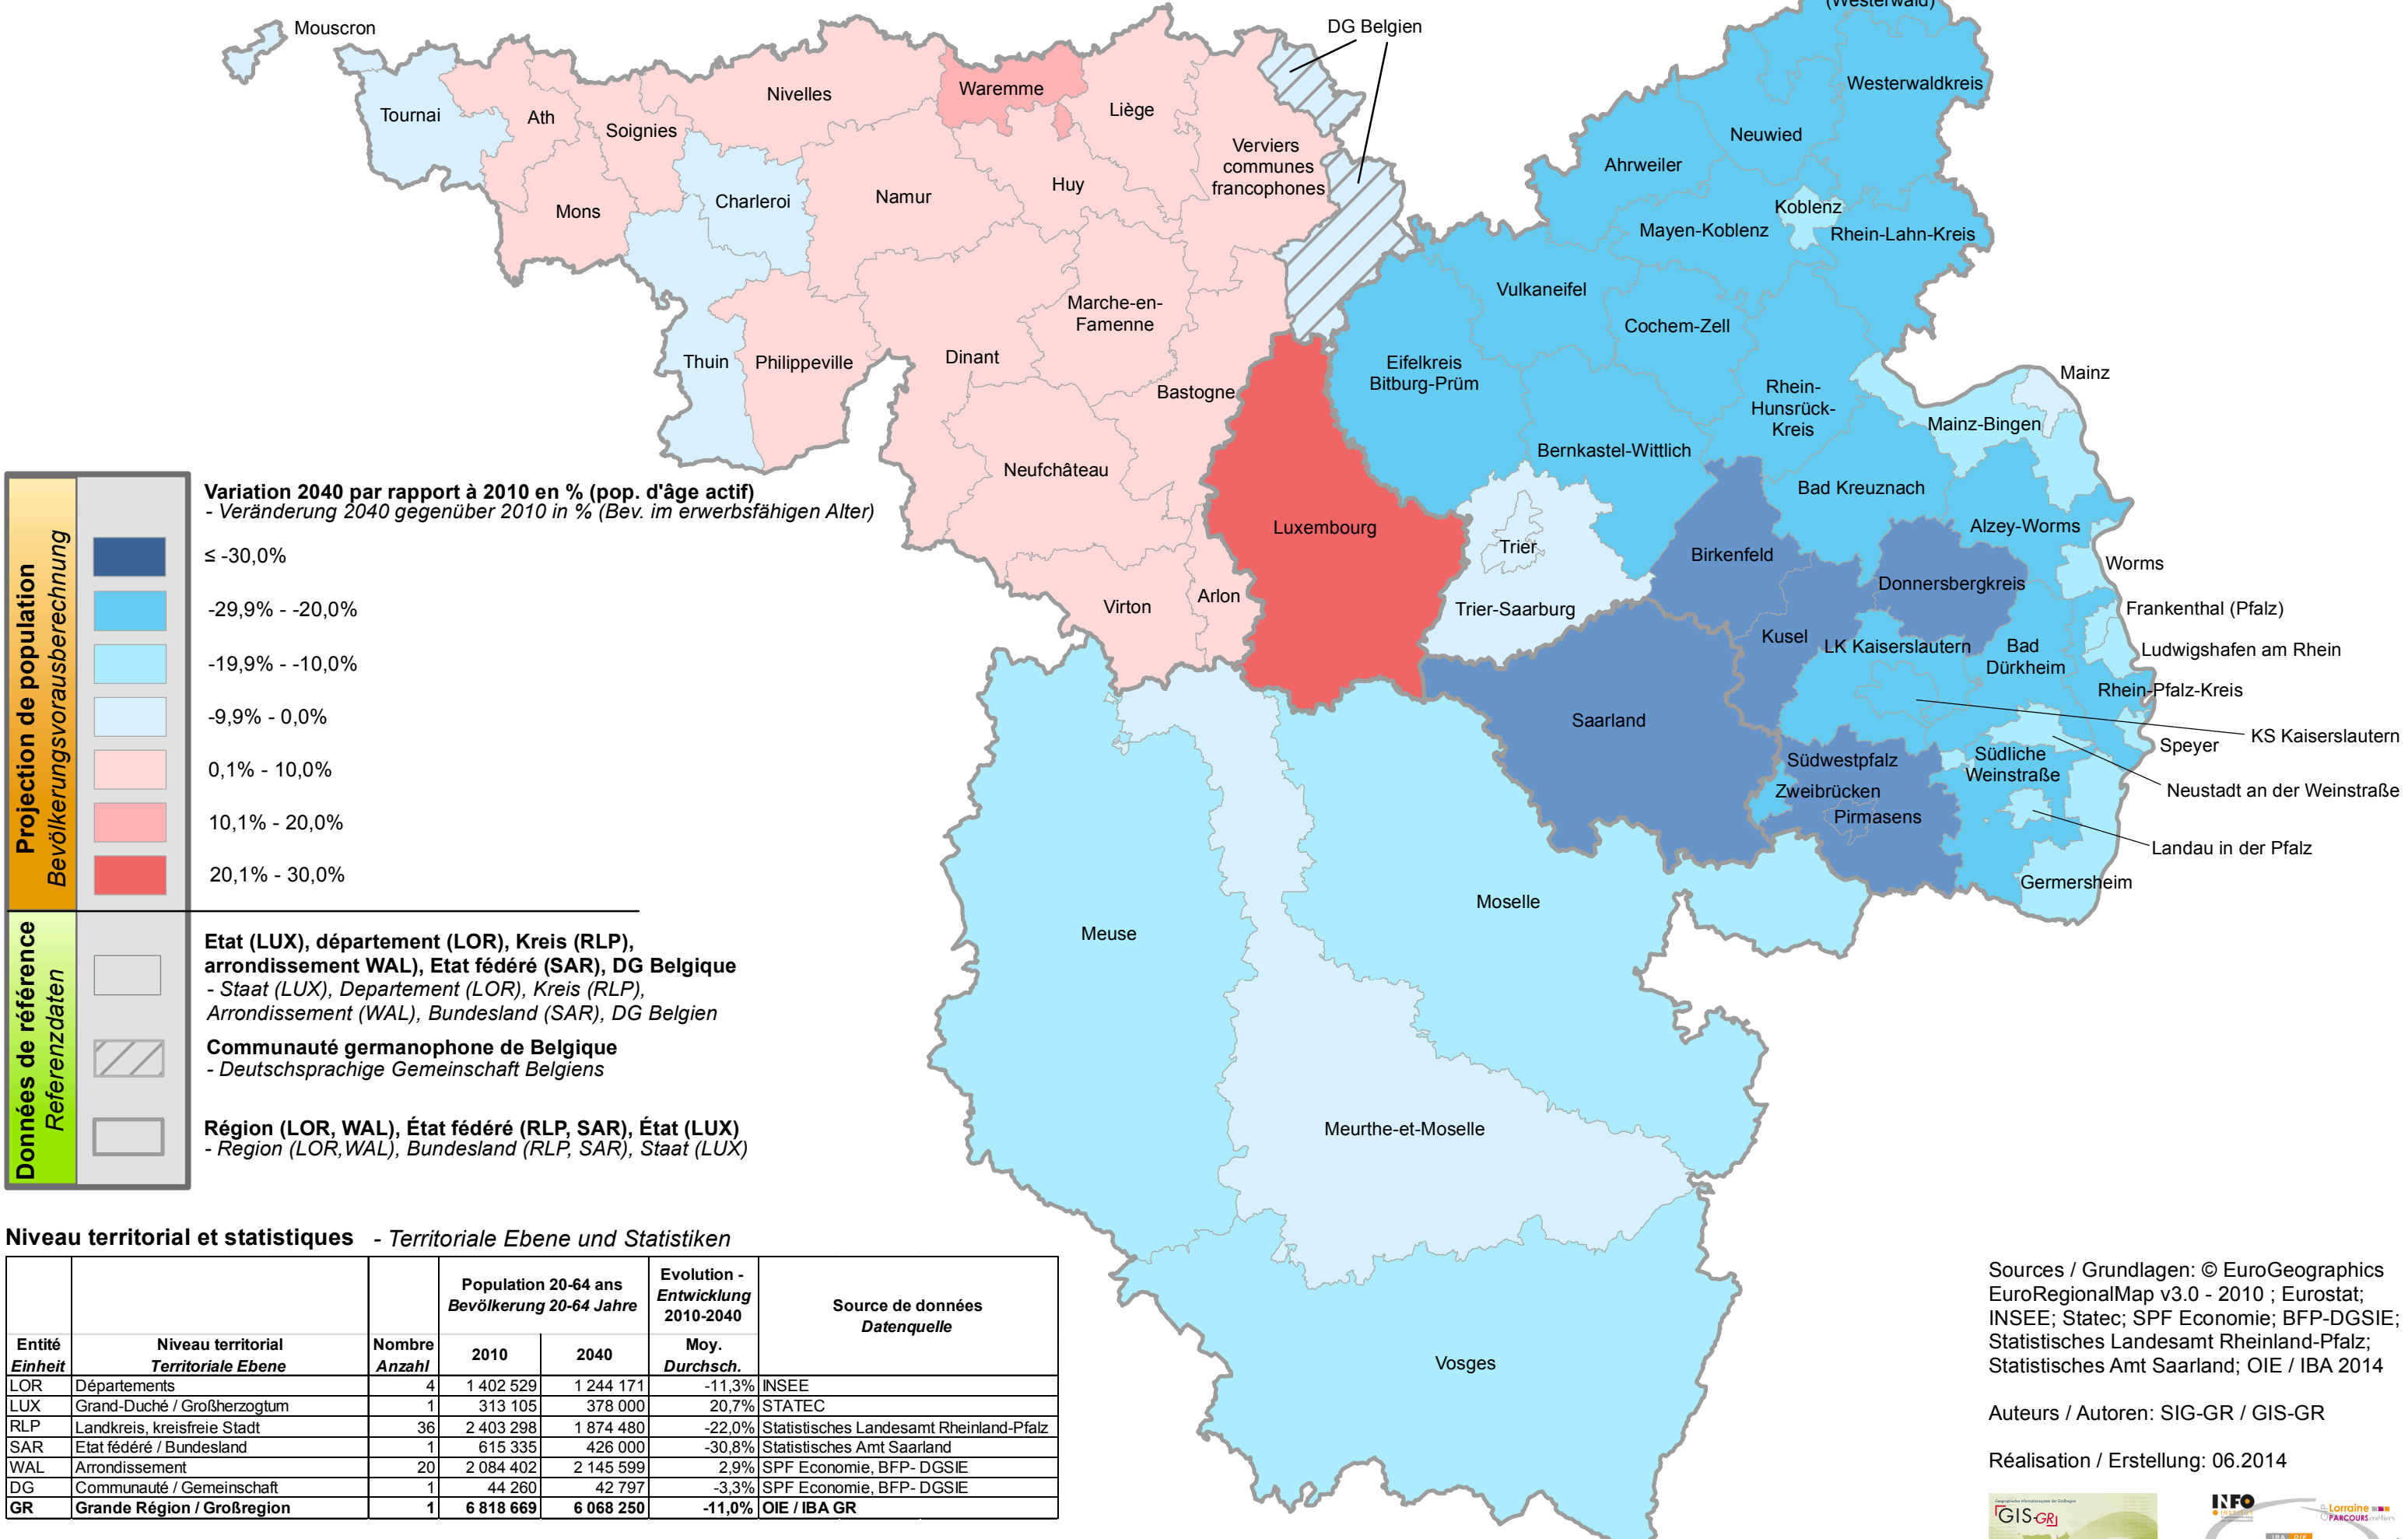 (Westerwald)
Mouscron
DG Belgien
Westerwaldkreis
Tournai
Ath
Soignies
Nivelles
Waremme
Liège
Neuwied
Ahrweiler
Verviers
communes
francophones
Mons
Charleroi
Namur
Huy
Koblenz
Mayen-Koblenz
Rhein-Lahn-Kreis
Vulkaneifel
Marche-en-
Famenne
Cochem-Zell
Thuin
Philippeville
Dinant
Eifelkreis
Bitburg-Prüm
Bastogne
Rhein-
Hunsrück-
Kreis
Mainz
Mainz-Bingen
Neufchâteau
Bernkastel-Wittlich
Bad Kreuznach
Luxembourg
Trier
Alzey-Worms
Birkenfeld
Worms
Donnersbergkreis
Virton
Arlon
Trier-Saarburg
Frankenthal (Pfalz)
Kusel
LK Kaiserslautern
Bad
Dürkheim
Ludwigshafen am Rhein
Rhein-Pfalz-Kreis
Saarland
Speyer
KS Kaiserslautern
Südwestpfalz
Südliche
Weinstraße
Zweibrücken
Neustadt an der Weinstraße
Pirmasens
Landau in der Pfalz
Germersheim
Moselle
Meuse
Meurthe-et-Moselle
Vosges
Projection de population
Bevölkerungsvorausberechnung
Variation 2040 par rapport à 2010 en % (pop. d'âge actif)
- Veränderung 2040 gegenüber 2010 in % (Bev. im erwerbsfähigen Alter)
≤ -30,0%
-29,9% - -20,0%
-19,9% - -10,0%
-9,9% - 0,0%
0,1% - 10,0%
10,1% - 20,0%
20,1% - 30,0%
Données de référence
Referenzdaten
Etat (LUX), département (LOR), Kreis (RLP),
arrondissement WAL), Etat fédéré (SAR), DG Belgique
- Staat (LUX), Departement (LOR), Kreis (RLP),
Arrondissement (WAL), Bundesland (SAR), DG Belgien
Communauté germanophone de Belgique
- Deutschsprachige Gemeinschaft Belgiens
Région (LOR, WAL), État fédéré (RLP, SAR), État (LUX)
- Region (LOR,WAL), Bundesland (RLP, SAR), Staat (LUX)
Niveau territorial et statistiques - Territoriale Ebene und Statistiken
Entité Einheit
Niveau territorial Territoriale Ebene
Nombre Anzahl
Population 20-64 ans
Bevölkerung 20-64 Jahre
2010 2040
Evolution -
Entwicklung
2010-2040
Moy.
Durchsch.
Source de données
Datenquelle
LOR Départements 4 1 402 529 1 244 171 -11,3% INSEE
LUX Grand-Duché / Großherzogtum 1 313 105 378 000 20,7% STATEC
RLP Landkreis, kreisfreie Stadt 36 2 403 298 1 874 480 -22,0% Statistisches Landesamt Rheinland-Pfalz
SAR Etat fédéré / Bundesland 1 615 335 426 000 -30,8% Statistisches Amt Saarland
WAL Arrondissement 20 2 084 402 2 145 599 2,9% SPF Economie, BFP- DGSIE
DG Communauté / Gemeinschaft 1 44 260 42 797 -3,3% SPF Economie, BFP- DGSIE
GR Grande Région / Großregion 1 6 818 669 6 068 250 -11,0% OIE / IBA GR
Sources / Grundlagen: © EuroGeographics
EuroRegionalMap v3.0 - 2010 ; Eurostat;
INSEE; Statec; SPF Economie; BFP-DGSIE;
Statistisches Landesamt Rheinland-Pfalz;
Statistisches Amt Saarland; OIE / IBA 2014
Auteurs / Autoren: SIG-GR / GIS-GR
Réalisation / Erstellung: 06.2014
GIS-GR
INFO
INSTITUT
Lorraine
PARCOURS métiers
IBA OIE